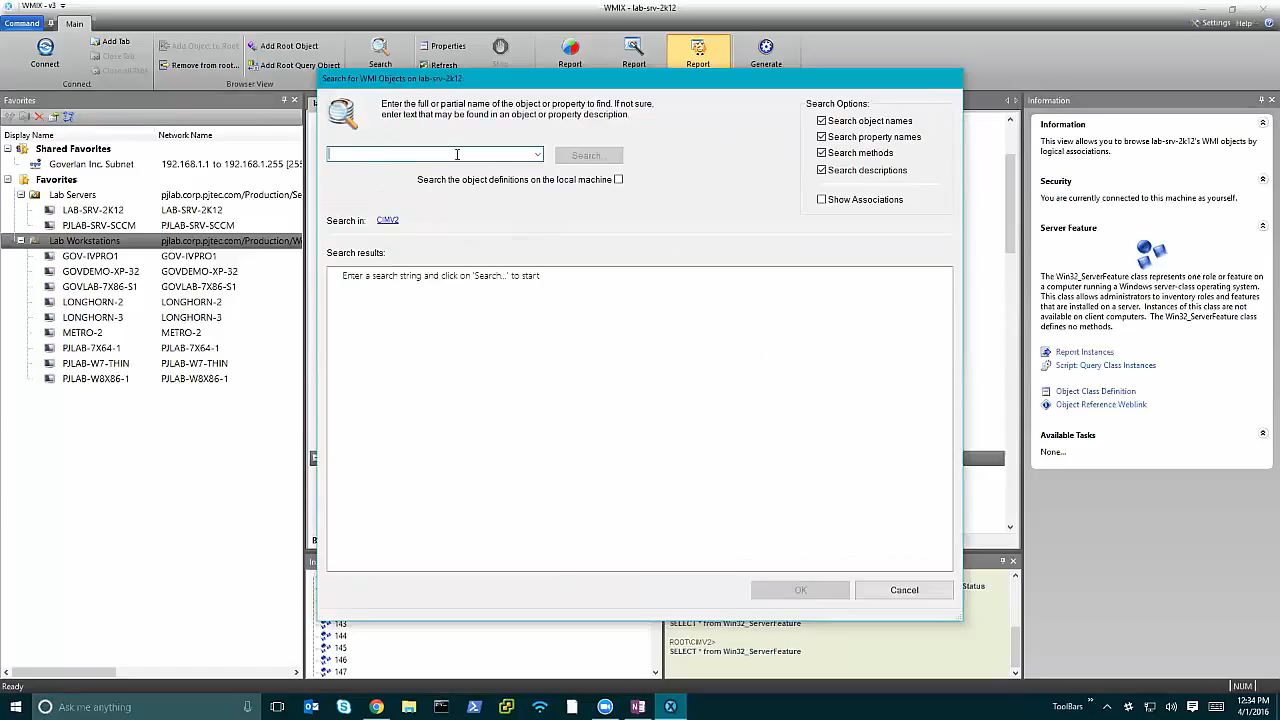 WMIX - v3
WMIX - lab-srv-2k12
Command
Main
Settings
Help
Connect
Add Tab
Close Tab
Close all Tabs
Connect
Add Object to Root
Remove from root...
Add Root Object
Add Root Query Object
Browser View
Search
Properties
Refresh
Stop
Report
Report
Report
Generate
Favorites
Display Name
Network Name
Shared Favorites
Goverlan Inc. Subnet
192.168.1.1 to 192.168.1.255 [255
Favorites
Lab Servers
pjlab.corp.pjtec.com/Production/Se
LAB-SRV-2K12
LAB-SRV-2K12
PJLAB-SRV-SCCM
PJLAB-SRV-SCCM
Lab Workstations
pjlab.corp.pjtec.com/Production/W
GOV-IVPRO1
GOV-IVPRO1
GOVDEMO-XP-32
GOVDEMO-XP-32
GOVLAB-7X86-S1
GOVLAB-7X86-S1
LONGHORN-2
LONGHORN-2
LONGHORN-3
LONGHORN-3
METRO-2
METRO-2
PJLAB-7X64-1
PJLAB-7X64-1
PJLAB-W7-THIN
PJLAB-W7-THIN
PJLAB-W8X86-1
PJLAB-W8X86-1
Search for WMI Objects on lab-srv-2k12
Enter the full or partial name of the object or property to find. If not sure,
enter text that may be found in an object or property description.
Search...
Search the object definitions on the local machine
Search in: CIMV2
Search Options:
Search object names
Search property names
Search methods
Search descriptions
Show Associations
Search results:
Enter a search string and click on 'Search...' to start
OK
Cancel
143
144
145
146
147
Status
SELECT * from Win32_ServerFeature
ROOT\CIMV2>
SELECT * from Win32_ServerFeature
Information
Information
This view allows you to browse lab-srv-2k12's WMI objects by
logical associations.
Security
You are currently connected to this machine as yourself.
Server Feature
The Win32_ServerFeature class represents one role or feature
on a computer running a Windows server-class operating system.
This class allows administrators to inventory roles and features
that are installed on a server. Instances of this class are not
available on client computers. The Win32_ServerFeature class
defines no methods.
Report Instances
Script: Query Class Instances
Object Class Definition
Object Reference Weblink
Available Tasks
None...
Ready
NUM
Ask me anything
ToolBars
12:34 PM
4/1/2016